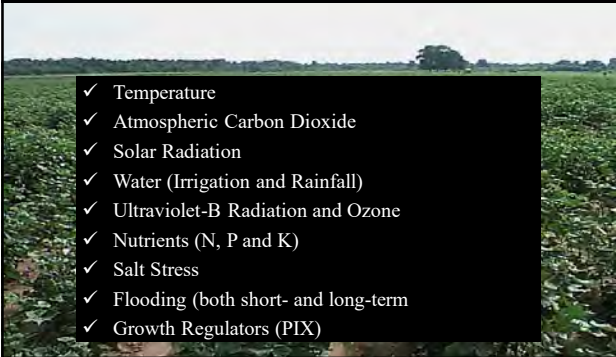 ✓ Temperature
✓ Atmospheric Carbon Dioxide
✓ Solar Radiation
✓ Water (Irrigation and Rainfall)
✓ Ultraviolet-B Radiation and Ozone
✓ Nutrients (N, P and K)
✓ Salt Stress
✓ Flooding (both short- and long-term
✓ Growth Regulators (PIX)